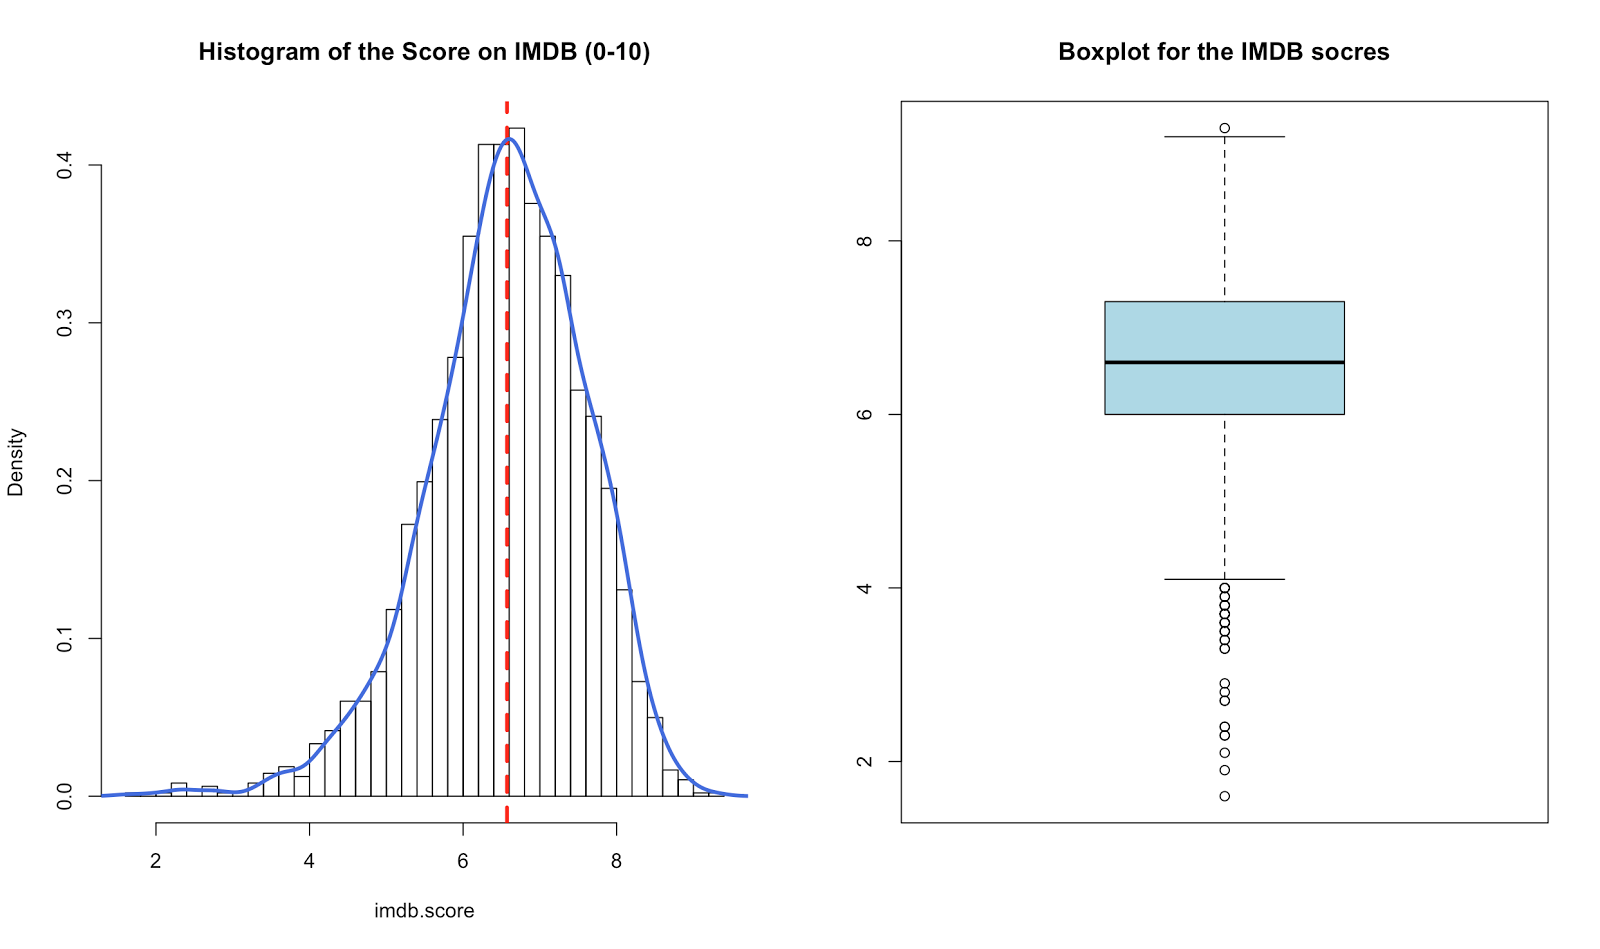 Histogram of the Score on IMDB (0-10)
Density
0.4
0.3
0.2
0.1
0.0
2 4 6 8
imdb.score
Boxplot for the IMDB socres
8
6
4
2